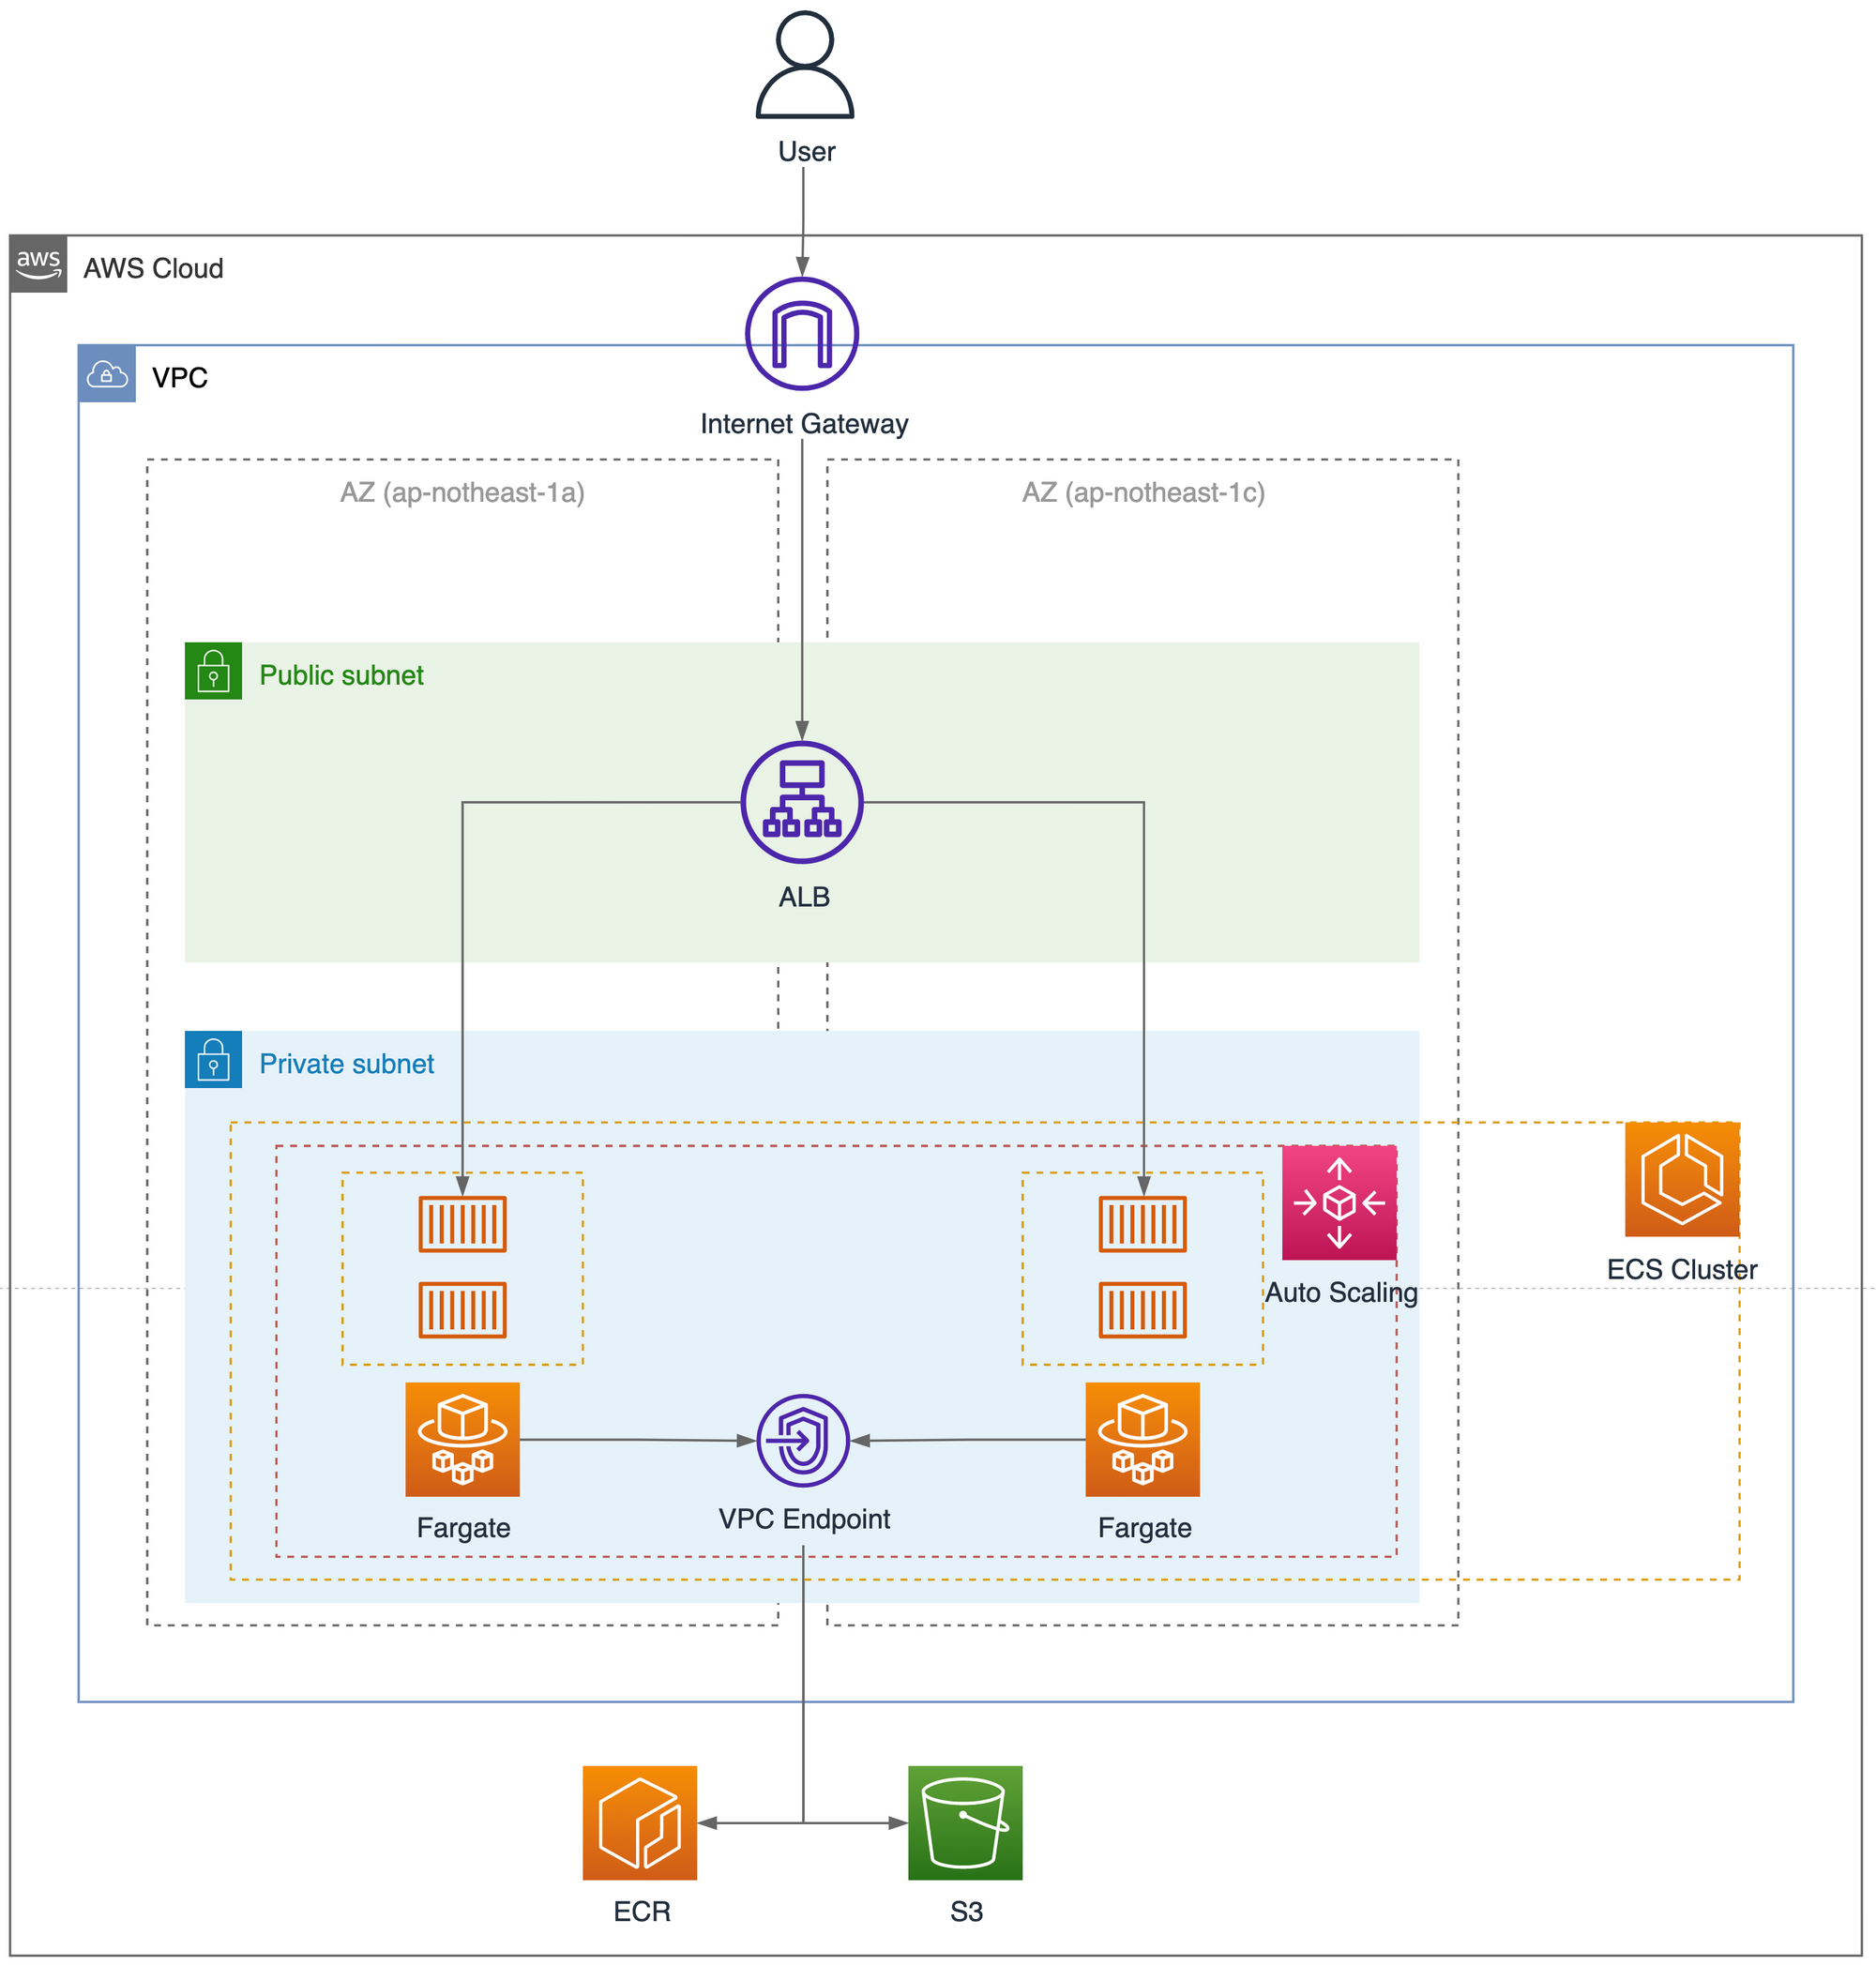 User
aws
AWS Cloud
VPC
Internet Gateway
AZ (ap-notheast-1a)
AZ (ap-notheast-1c)
Public subnet
ALB
Private subnet
ECS Cluster
Auto Scaling
Fargate
VPC Endpoint
Fargate
ECR
S3